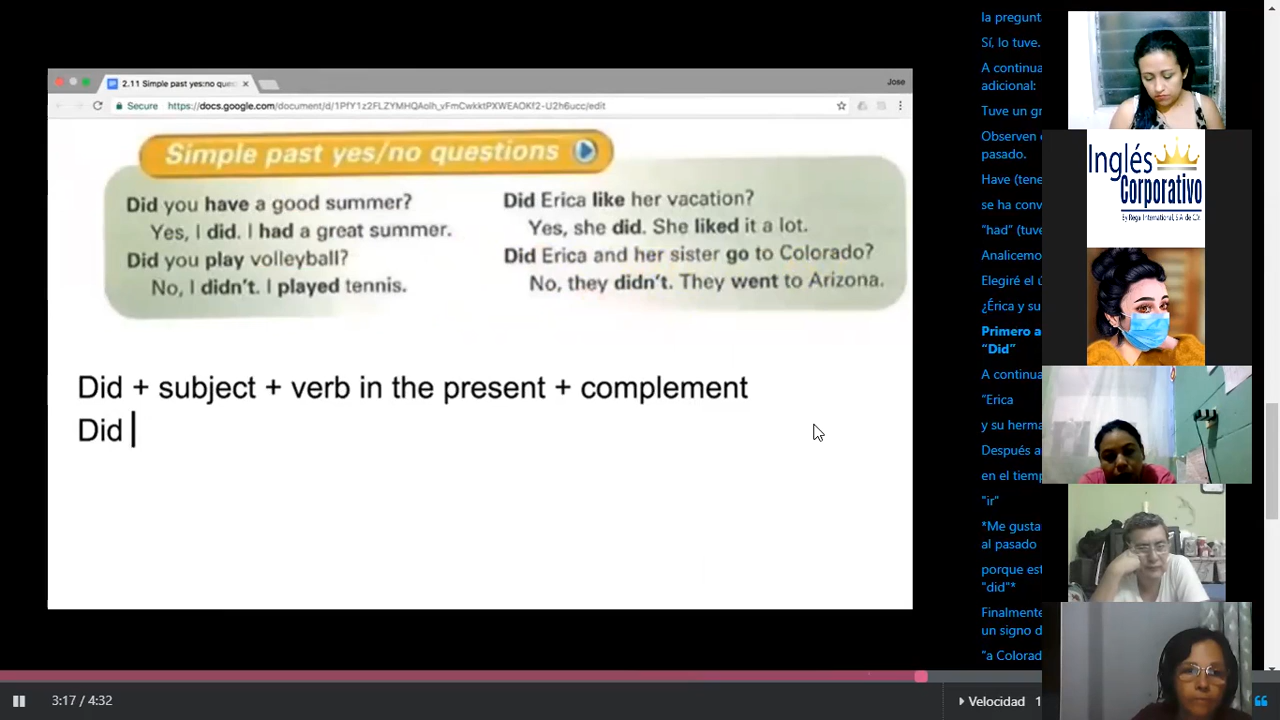 2.11 Simple past yes:no ques
Jose
Secure
https://docs.google.com/document/d/1PfY1z2FLZYMHQAolh_vFmCwkktPXWEAOKf2-U2h6ucc/edit
Simple past yes/no questions
Did you have a good summer?
Yes, I did. I had a great summer.
Did you play volleyball?
No, I didn't. I played tennis.
Did Erica like her vacation?
Yes, she did. She liked it a lot.
Did Erica and her sister go to Colorado?
No, they didn't. They went to Arizona.
Did + subject + verb in the present + complement
Did
3:17 / 4:32
Velocidad 1
la pregunt
Sí, lo tuve.
A continua
adicional:
Tuve un gr
Observen
pasado.
Have (tene
se ha conv
"had" (tuve
Analicemo
Elegiré el ú
¿Érica y su
Primero a
"Did"
A continua
"Erica
y su herma
Después a
en el tiemp
"ir"
*Me gusta
al pasado
porque est
"did"*
Finalmente
un signo d
"a Colorad
Inglés
Corporativo
By Rega International, S.A. de C.V.